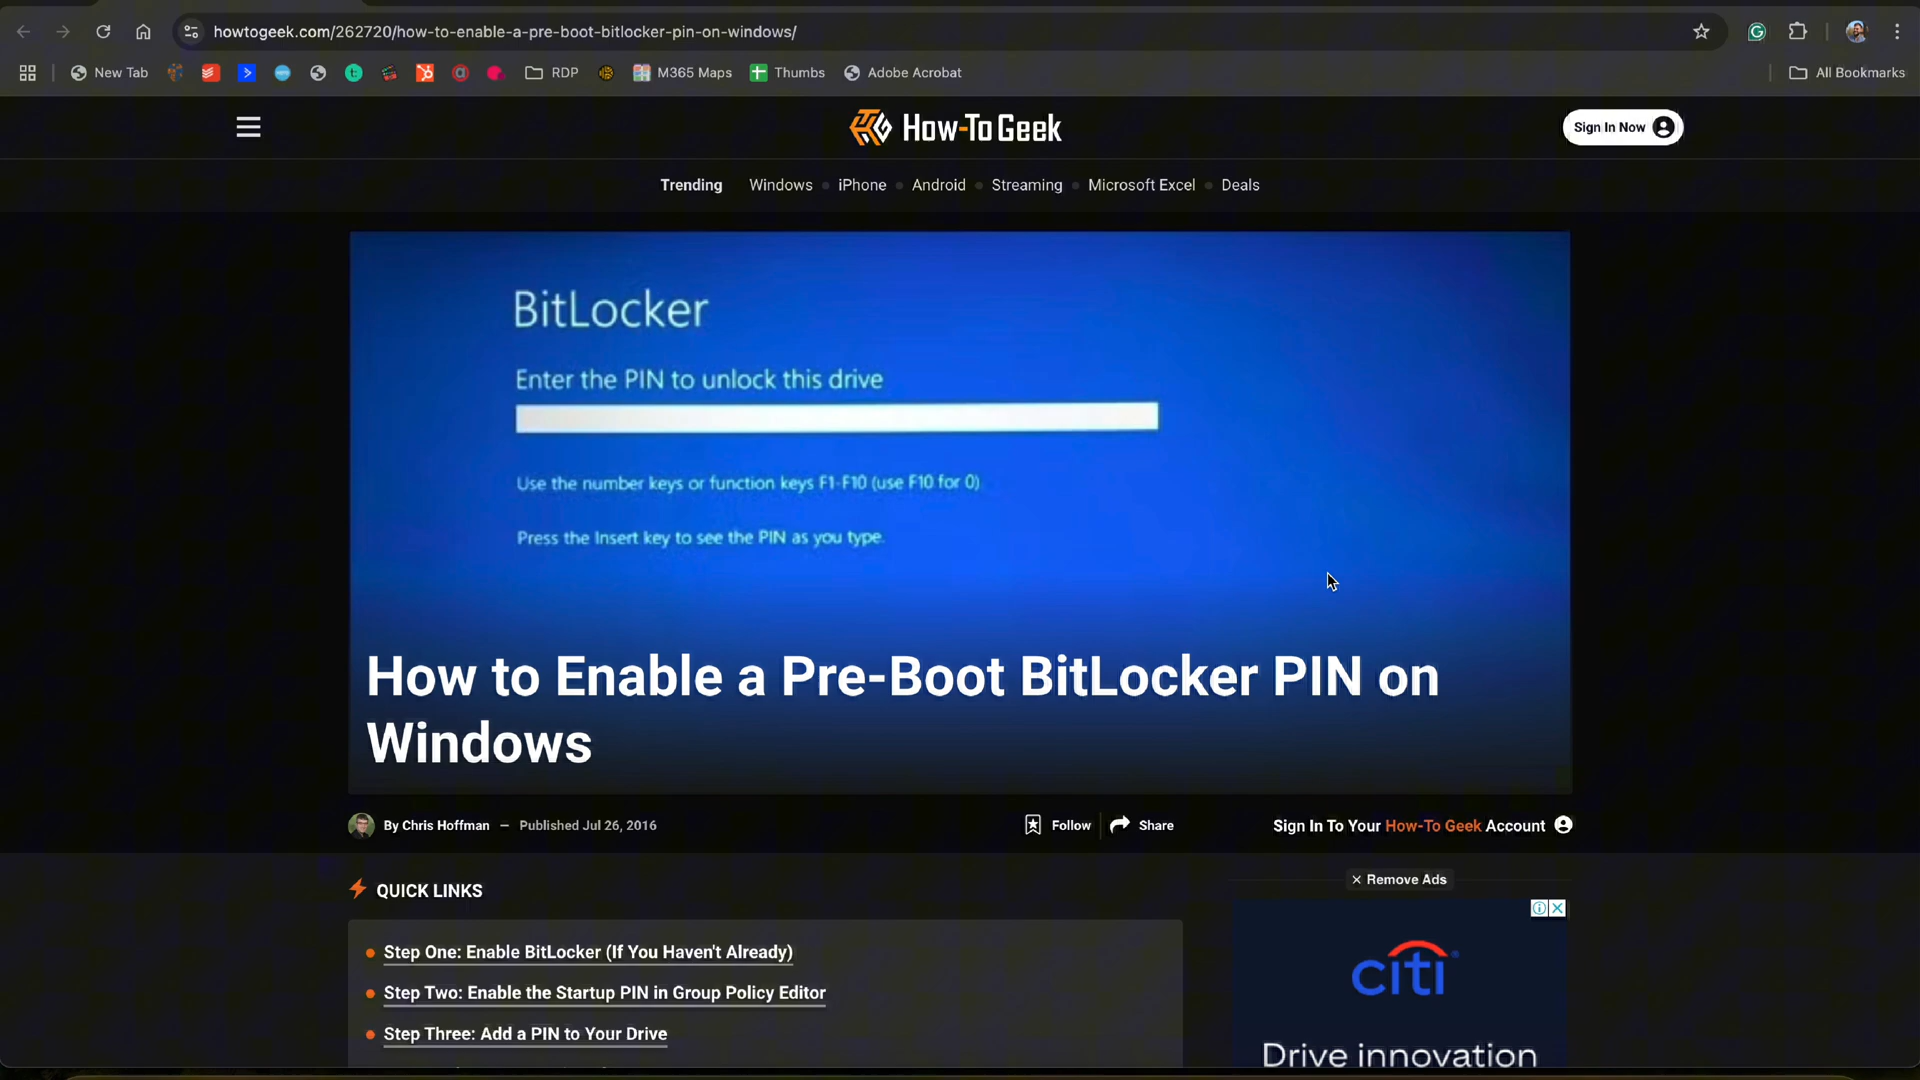 howtogeek.com/262720/how-to-enable-a-pre-boot-bitlocker-pin-on-windows/
New Tab RDP M365 Maps Thumbs Adobe Acrobat All Bookmarks
How-To Geek
Sign In Now
Trending Windows iPhone Android Streaming Microsoft Excel Deals
BitLocker
Enter the PIN to unlock this drive
Use the number keys or function keys F1-F10 (use F10 for 0)
Press the Insert key to see the PIN as you type.
How to Enable a Pre-Boot BitLocker PIN on
Windows
By Chris Hoffman — Published Jul 26, 2016
Follow Share
Sign In To Your How-To Geek Account
QUICK LINKS
Remove Ads
Step One: Enable BitLocker (If You Haven't Already)
Step Two: Enable the Startup PIN in Group Policy Editor
Step Three: Add a PIN to Your Drive
citi
Drive innovation